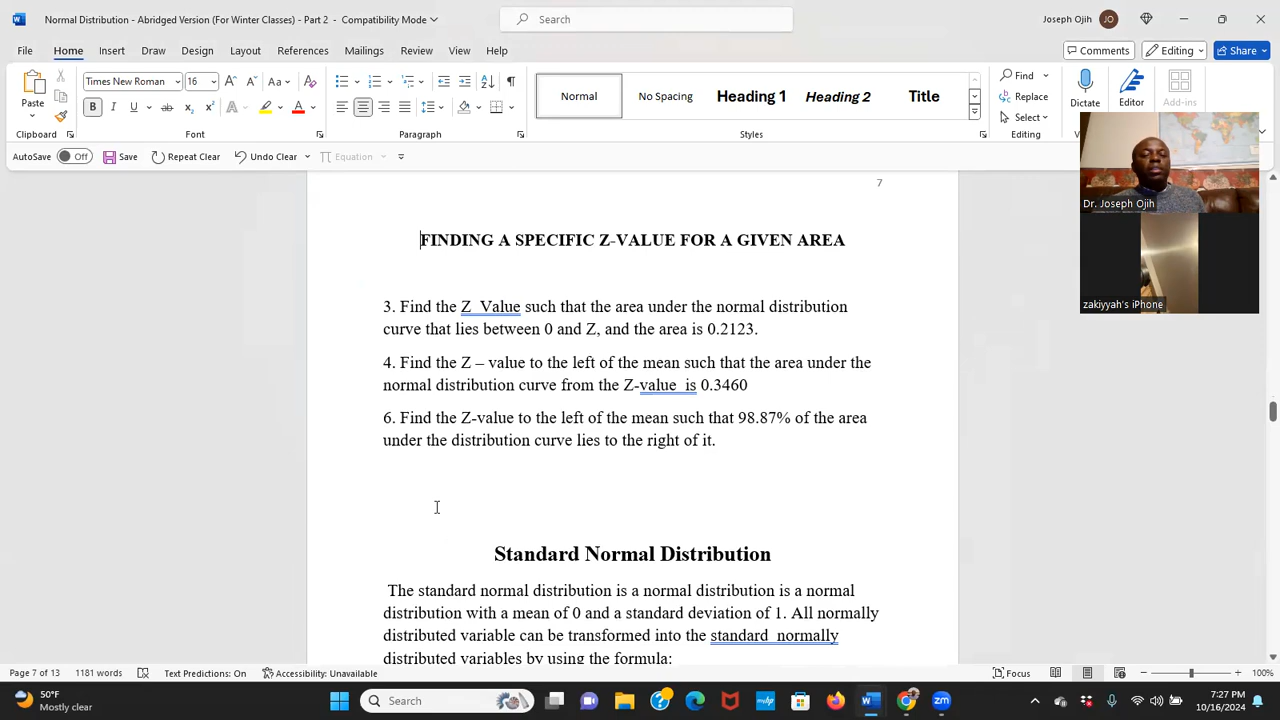 Normal Distribution - Abridged Version (For Winter Classes) - Part 2 - Compatibility Mode
Search
Joseph Ojih
JO
File Home Insert Draw Design Layout References Mailings Review View Help
Comments
Editing
Share
Paste
Clipboard
Times New Roman
16
Font
Paragraph
Normal
No Spacing
Heading 1
Heading 2
Title
Styles
Find
Replace
Select
Editing
Dictate
Editor
Add-ins
AutoSave Off Save Repeat Clear Undo Clear Equation
Dr. Joseph Ojih
zakiyyah's iPhone
7
FINDING A SPECIFIC Z-VALUE FOR A GIVEN AREA
3. Find the Z Value such that the area under the normal distribution
curve that lies between 0 and Z, and the area is 0.2123.
4. Find the Z – value to the left of the mean such that the area under the
normal distribution curve from the Z-value is 0.3460
6. Find the Z-value to the left of the mean such that 98.87% of the area
under the distribution curve lies to the right of it.
Standard Normal Distribution
The standard normal distribution is a normal distribution is a normal
distribution with a mean of 0 and a standard deviation of 1. All normally
distributed variable can be transformed into the standard normally
distributed variables by using the formula:
Page 7 of 13 1181 words Text Predictions: On Accessibility: Unavailable
Focus
100%
50°F
Mostly clear
Search
7:27 PM
10/16/2024